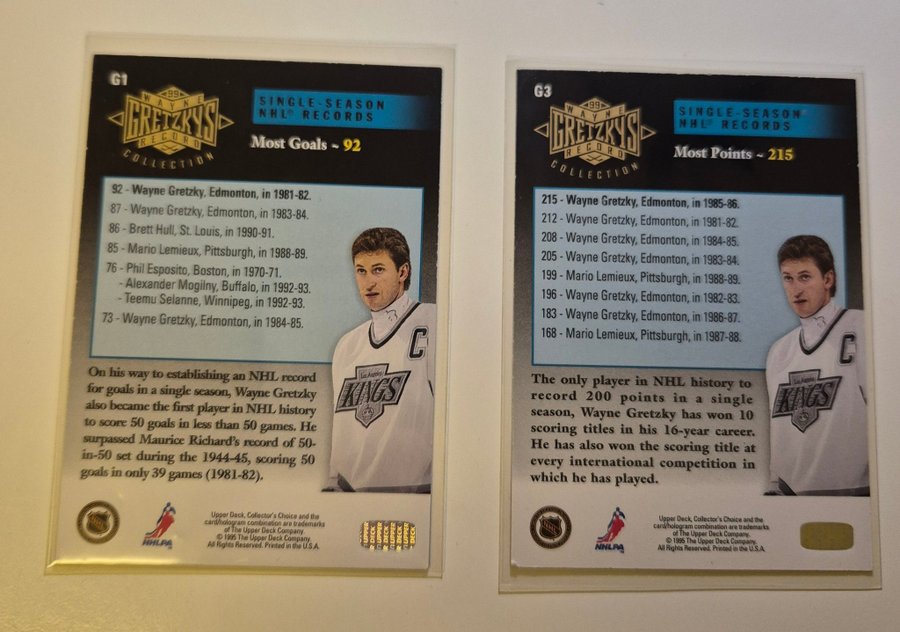 G1
99
WAYNE
GRETZKYS
RECORD
COLLECTION
SINGLE-SEASON
NHL® RECORDS
Most Goals ~ 92
92 - Wayne Gretzky, Edmonton, in 1981-82.
87 - Wayne Gretzky, Edmonton, in 1983-84.
86 - Brett Hull, St. Louis, in 1990-91.
85 - Mario Lemieux, Pittsburgh, in 1988-89.
76 - Phil Esposito, Boston, in 1970-71.
- Alexander Mogilny, Buffalo, in 1992-93.
- Teemu Selanne, Winnipeg, in 1992-93.
73 - Wayne Gretzky, Edmonton, in 1984-85.
C
Los Angeles
KINGS
On his way to establishing an NHL record
for goals in a single season, Wayne Gretzky
also became the first player in NHL history
to score 50 goals in less than 50 games. He
surpassed Maurice Richard's record of 50-
in-50 set during the 1944-45, scoring 50
goals in only 39 games (1981-82).
NHL
NHLPA
Upper Deck, Collector's Choice and the
card/hologram combination are trademarks
of The Upper Deck Company.
© 1995 The Upper Deck Company.
All Rights Reserved. Printed in the U.S.A.
UPPER DECK UPPER DECK
G3
99
WAYNE
GRETZKYS
RECORD
COLLECTION
SINGLE-SEASON
NHL® RECORDS
Most Points ~ 215
215 - Wayne Gretzky, Edmonton, in 1985-86.
212 - Wayne Gretzky, Edmonton, in 1981-82.
208 - Wayne Gretzky, Edmonton, in 1984-85.
205 - Wayne Gretzky, Edmonton, in 1983-84.
199 - Mario Lemieux, Pittsburgh, in 1988-89.
196 - Wayne Gretzky, Edmonton, in 1982-83.
183 - Wayne Gretzky, Edmonton, in 1986-87.
168 - Mario Lemieux, Pittsburgh, in 1987-88.
C
Los Angeles
KINGS
The only player in NHL history to
record 200 points in a single
season, Wayne Gretzky has won 10
scoring titles in his 16-year career.
He has also won the scoring title at
every international competition in
which he has played.
NHL
NHLPA
Upper Deck, Collector's Choice and the
card/hologram combination are trademarks
of The Upper Deck Company.
© 1995 The Upper Deck Company.
All Rights Reserved. Printed in the U.S.A.